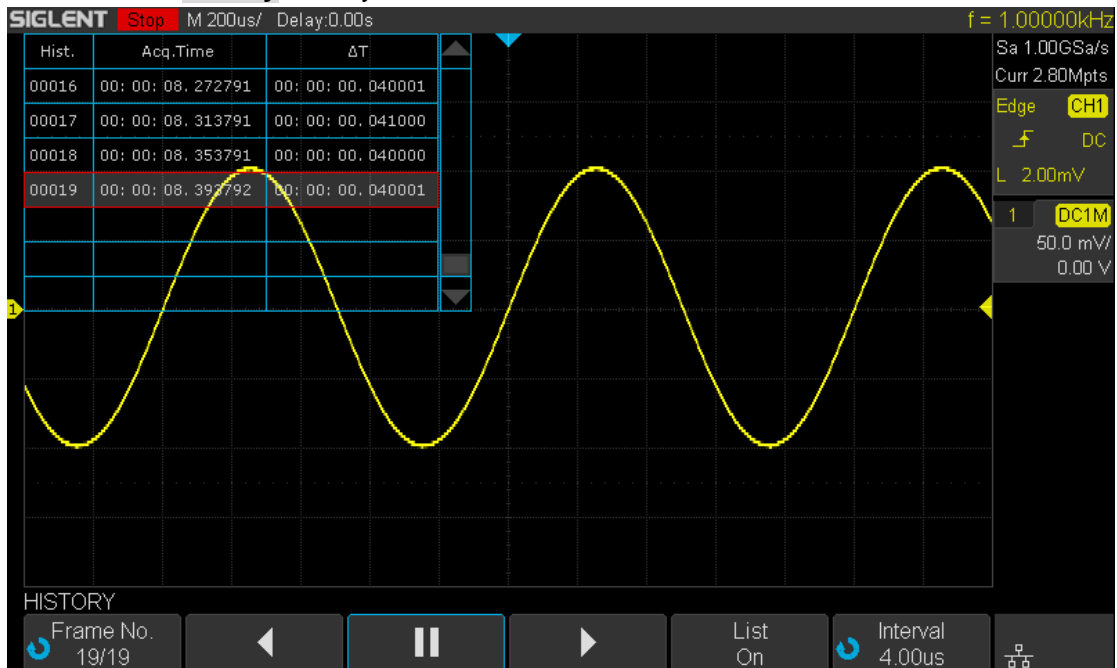 SIGLENT Stop M 200us/ Delay:0.00s f = 1.00000kHz
Hist. Acq.Time ΔT
00016 00: 00: 08. 272791 00: 00: 00. 040001
00017 00: 00: 08. 313791 00: 00: 00. 041000
00018 00: 00: 08. 353791 00: 00: 00. 040000
00019 00: 00: 08. 393792 00: 00: 00. 040001
Sa 1.00GSa/s
Curr 2.80Mpts
Edge CH1
DC
L 2.00mV
1 DC1M
50.0 mV/
0.00 V
1
HISTORY
Frame No.
19/19
List
On
Interval
4.00us